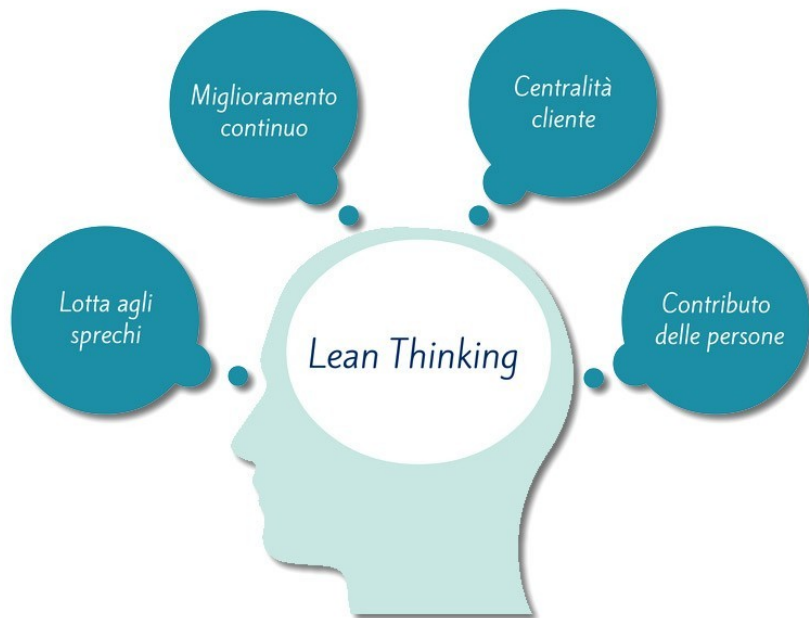 Miglioramento
continuo
Centralità
cliente
Lotta agli
sprechi
Lean Thinking
Contributo
delle persone